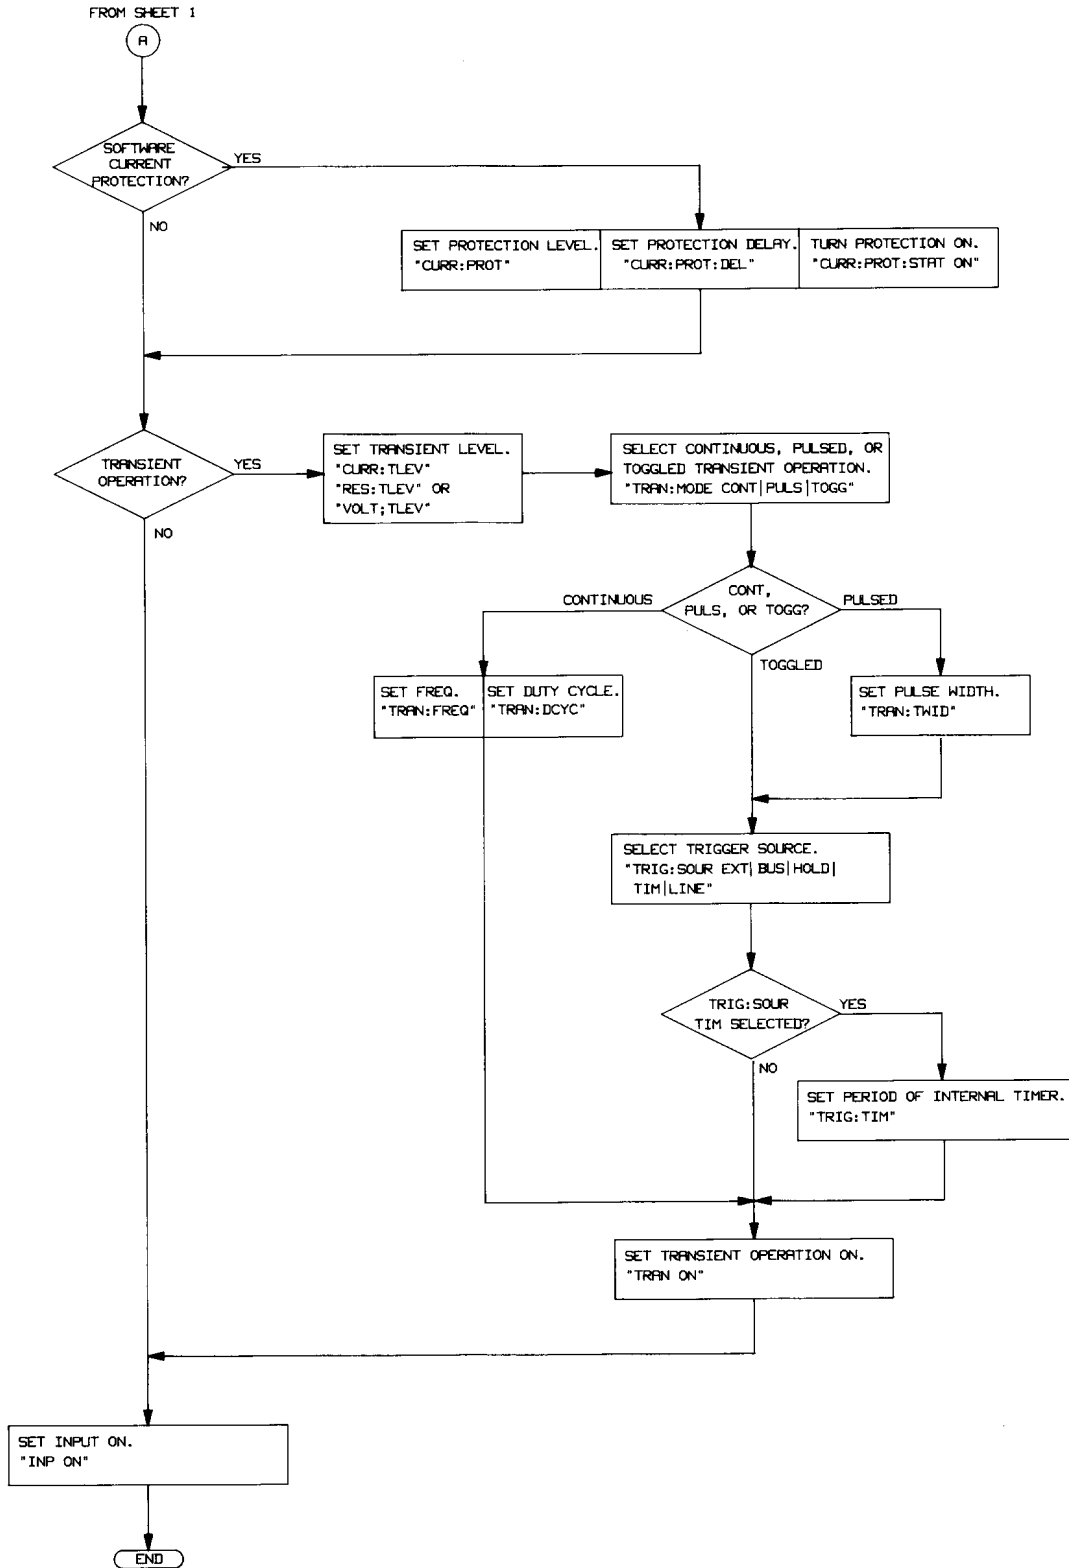 FROM SHEET 1
A
SOFTWARE
CURRENT
PROTECTION?
YES
NO
SET PROTECTION LEVEL.
"CURR:PROT"
SET PROTECTION DELAY.
"CURR:PROT:DEL"
TURN PROTECTION ON.
"CURR:PROT:STAT ON"
TRANSIENT
OPERATION?
YES
NO
SET TRANSIENT LEVEL.
"CURR:TLEV"
"RES:TLEV" OR
"VOLT;TLEV"
SELECT CONTINUOUS, PULSED, OR
TOGGLED TRANSIENT OPERATION.
"TRAN:MODE CONT|PULS|TOGG"
CONT,
PULS, OR TOGG?
CONTINUOUS
PULSED
TOGGLED
SET FREQ.
"TRAN:FREQ"
SET DUTY CYCLE.
"TRAN:DCYC"
SET PULSE WIDTH.
"TRAN:TWID"
SELECT TRIGGER SOURCE.
"TRIG:SOUR EXT|BUS|HOLD|
TIM|LINE"
TRIG:SOUR
TIM SELECTED?
YES
NO
SET PERIOD OF INTERNAL TIMER.
"TRIG:TIM"
SET TRANSIENT OPERATION ON.
"TRAN ON"
SET INPUT ON.
"INP ON"
END